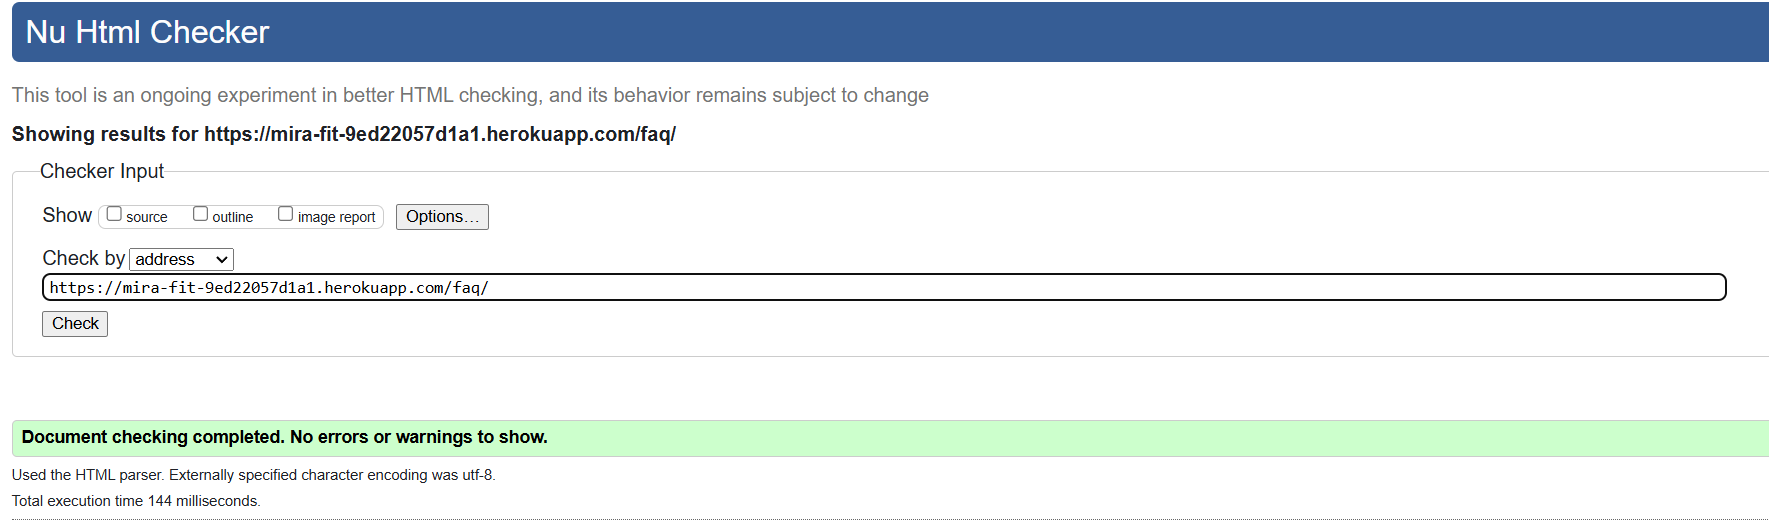 Nu Html Checker
This tool is an ongoing experiment in better HTML checking, and its behavior remains subject to change
Showing results for https://mira-fit-9ed22057d1a1.herokuapp.com/faq/
Checker Input
Show source outline image report Options...
Check by address
https://mira-fit-9ed22057d1a1.herokuapp.com/faq/
Check
Document checking completed. No errors or warnings to show.
Used the HTML parser. Externally specified character encoding was utf-8.
Total execution time 144 milliseconds.